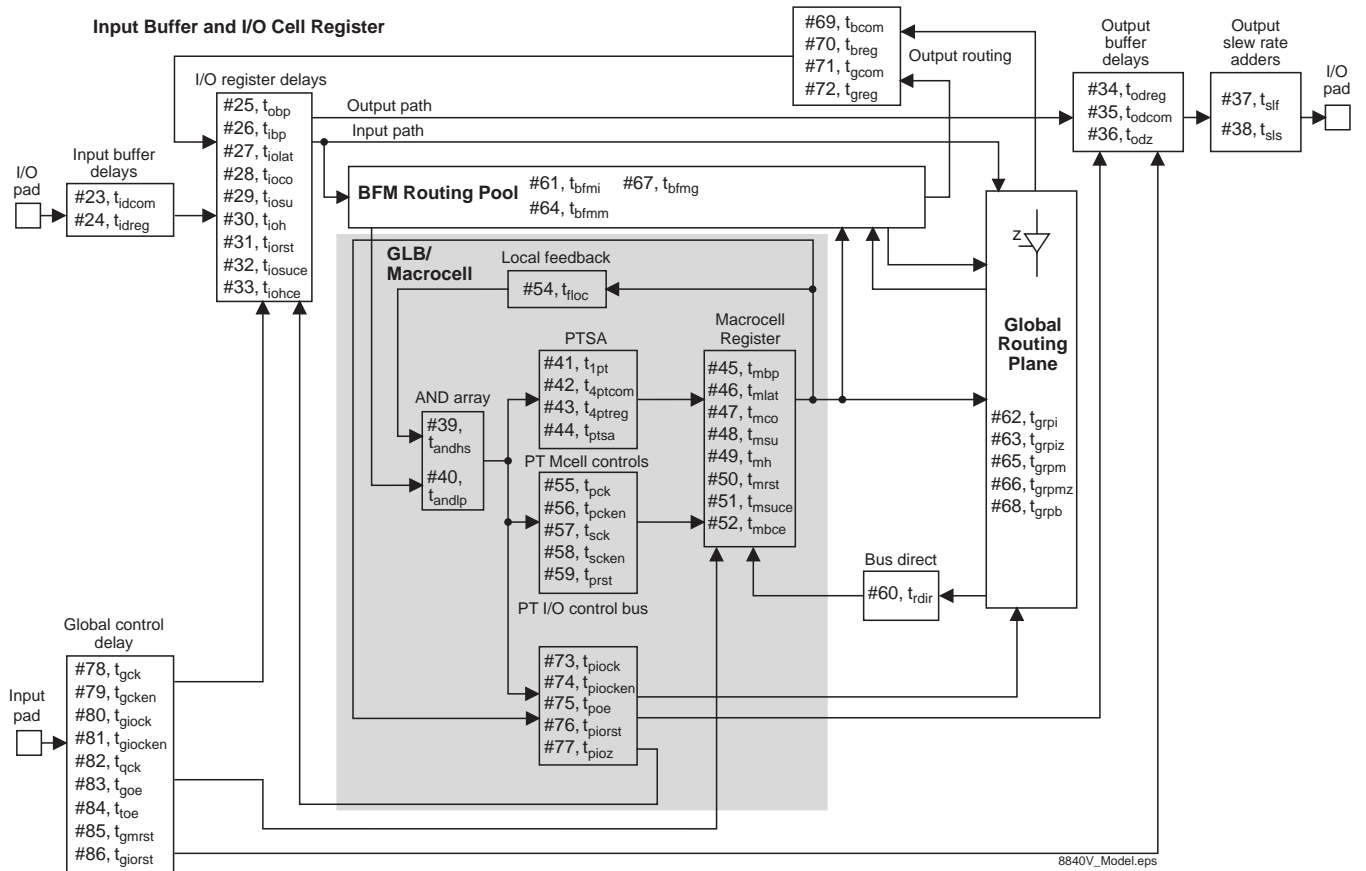 Input Buffer and I/O Cell Register
#69, tbcom
#70, tbreg
#71, tgcom
#72, tgreg
Output routing
Output
buffer
delays
#34, todreg
#35, todcom
#36, todz
Output
slew rate
adders
#37, tslf
#38, tsls
I/O
pad
I/O register delays
#25, tobp
#26, tibp
#27, tiolat
#28, tioco
#29, tiosu
#30, tioh
#31, tiorst
#32, tiosuce
#33, tiohce
Output path
Input path
I/O
pad
Input buffer
delays
#23, tidcom
#24, tidreg
BFM Routing Pool
#61, tbfmi
#67, tbfmg
#64, tbfmm
GLB/
Macrocell
Local feedback
#54, tfloc
z
Global
Routing
Plane
#62, tgrpi
#63, tgrpiz
#65, tgrpm
#66, tgrpmz
#68, tgrpb
PTSA
#41, t1pt
#42, t4ptcom
#43, t4ptreg
#44, tptsa
Macrocell
Register
#45, tmbp
#46, tmlat
#47, tmco
#48, tmsu
#49, tmh
#50, tmrst
#51, tmsuce
#52, tmbce
AND array
#39,
tandhs
#40,
tandlp
PT Mcell controls
#55, tpck
#56, tpcken
#57, tsck
#58, tscken
#59, tprst
Bus direct
#60, trdir
PT I/O control bus
#73, tpiock
#74, tpiocken
#75, tpoe
#76, tpiorst
#77, tpioz
Global control
delay
Input
pad
#78, tgck
#79, tgcken
#80, tgiock
#81, tgiocken
#82, tqck
#83, tgoe
#84, ttoe
#85, tgmrst
#86, tgiorst
8840V_Model.eps